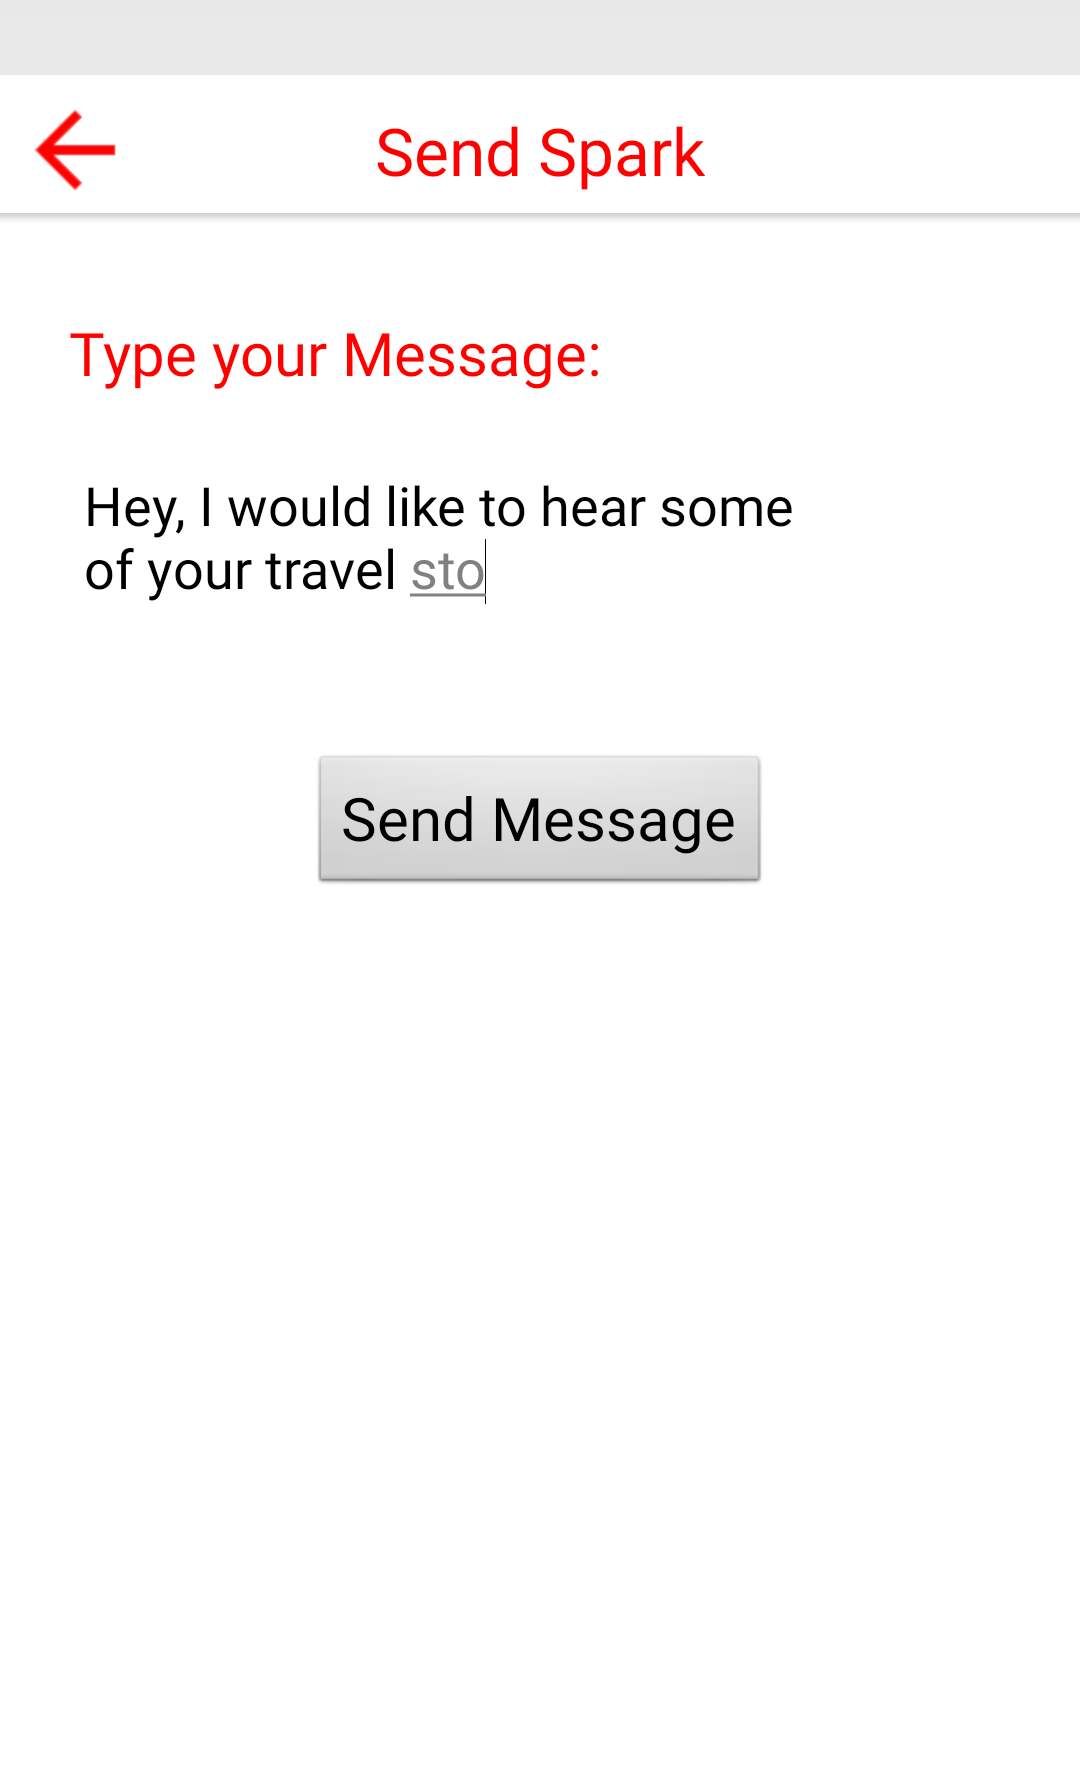 Send Spark
Type your Message:
Hey, I would like to hear some
of your travel sto
Send Message